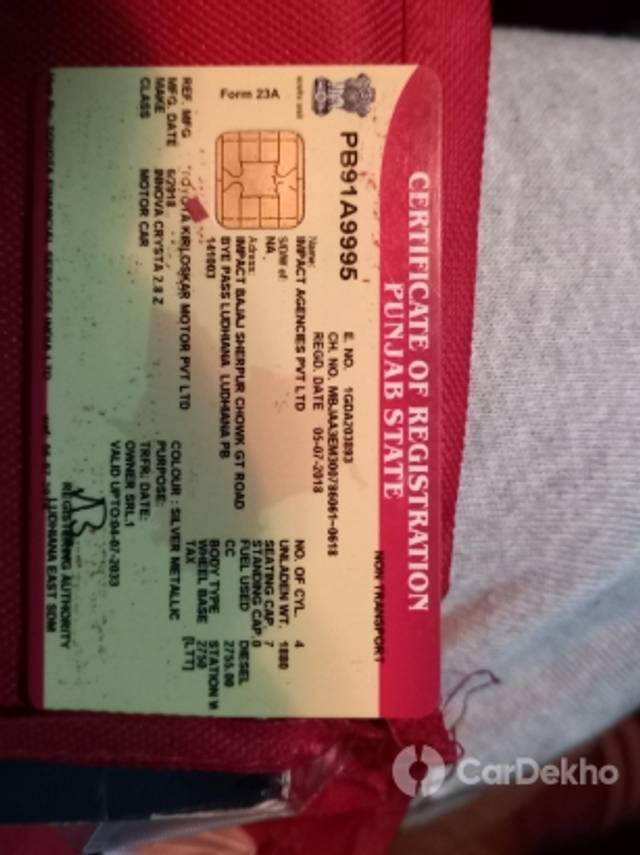 CERTIFICATE OF REGISTRATION
PUNJAB STATE
NON TRANSPORT
PB91A9995
Form 23A
E. NO. 1GDA203893
CH. NO. MBJAA3EM300786061-0618
REGD. DATE 05-07-2018
Name:
IMPACT AGENCIES PVT LTD
S/D/W of:
NA
Adress:
IMPACT BAJAJ SHERPUR CHOWK GT ROAD
BYE PASS LUDHIANA LUDHIANA PB
141003
NO. OF CYL. 4
UNLADEN WT. 1880
SEATING CAP. 7
STANDING CAP. 0
FUEL USED DIESEL
CC 2755.00
BODY TYPE STATION W
WHEEL BASE 2750
TAX [LTT]
REF. MFG TOYOTA KIRLOSKAR MOTOR PVT LTD
MFG. DATE 6/2018
MAKE INNOVA CRYSTA 2.8 Z
CLASS MOTOR CAR
COLOUR : SILVER METALLIC
PURPOSE:
TRFR. DATE:
OWNER SRL.1
VALID UPTO:04-07-2033
REGISTERING AUTHORITY
LUDHIANA EAST SDM
CarDekho